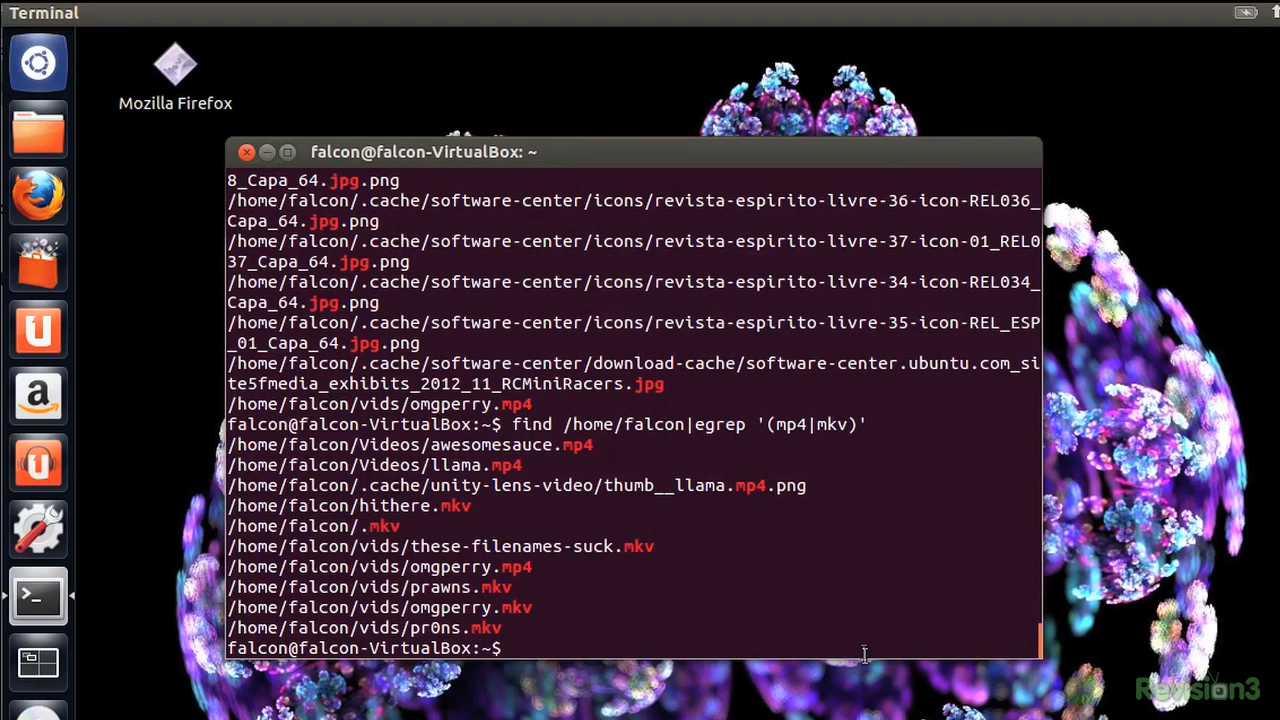 Terminal
Mozilla Firefox
falcon@falcon-VirtualBox: ~
8_Capa_64.jpg.png
/home/falcon/.cache/software-center/icons/revista-espirito-livre-36-icon-REL036_
Capa_64.jpg.png
/home/falcon/.cache/software-center/icons/revista-espirito-livre-37-icon-01_REL0
37_Capa_64.jpg.png
/home/falcon/.cache/software-center/icons/revista-espirito-livre-34-icon-REL034_
Capa_64.jpg.png
/home/falcon/.cache/software-center/icons/revista-espirito-livre-35-icon-REL_ESP
_01_Capa_64.jpg.png
/home/falcon/.cache/software-center/download-cache/software-center.ubuntu.com_si
te5fmedia_exhibits_2012_11_RCMiniRacers.jpg
/home/falcon/vids/omgperry.mp4
falcon@falcon-VirtualBox:~$ find /home/falcon|egrep '(mp4|mkv)'
/home/falcon/Videos/awesomesauce.mp4
/home/falcon/Videos/llama.mp4
/home/falcon/.cache/unity-lens-video/thumb__llama.mp4.png
/home/falcon/hithere.mkv
/home/falcon/.mkv
/home/falcon/vids/these-filenames-suck.mkv
/home/falcon/vids/omgperry.mp4
/home/falcon/vids/prawns.mkv
/home/falcon/vids/omgperry.mkv
/home/falcon/vids/pr0ns.mkv
falcon@falcon-VirtualBox:~$
Revision3